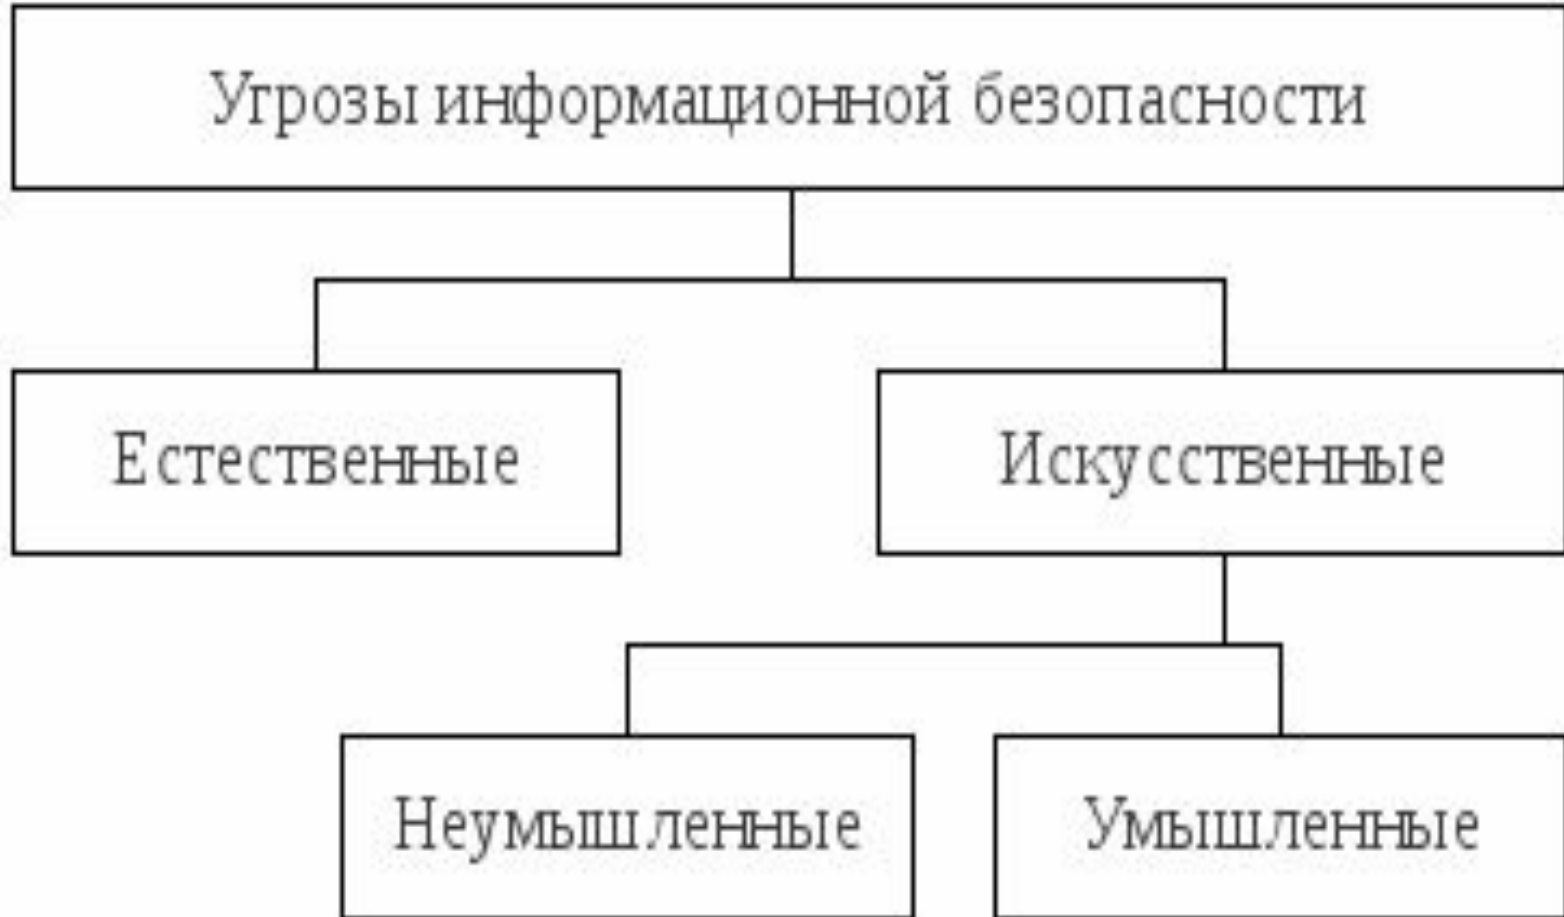 Угрозы информационной безопасности
Естественные
Искусственные
Неумышленные
Умышленные